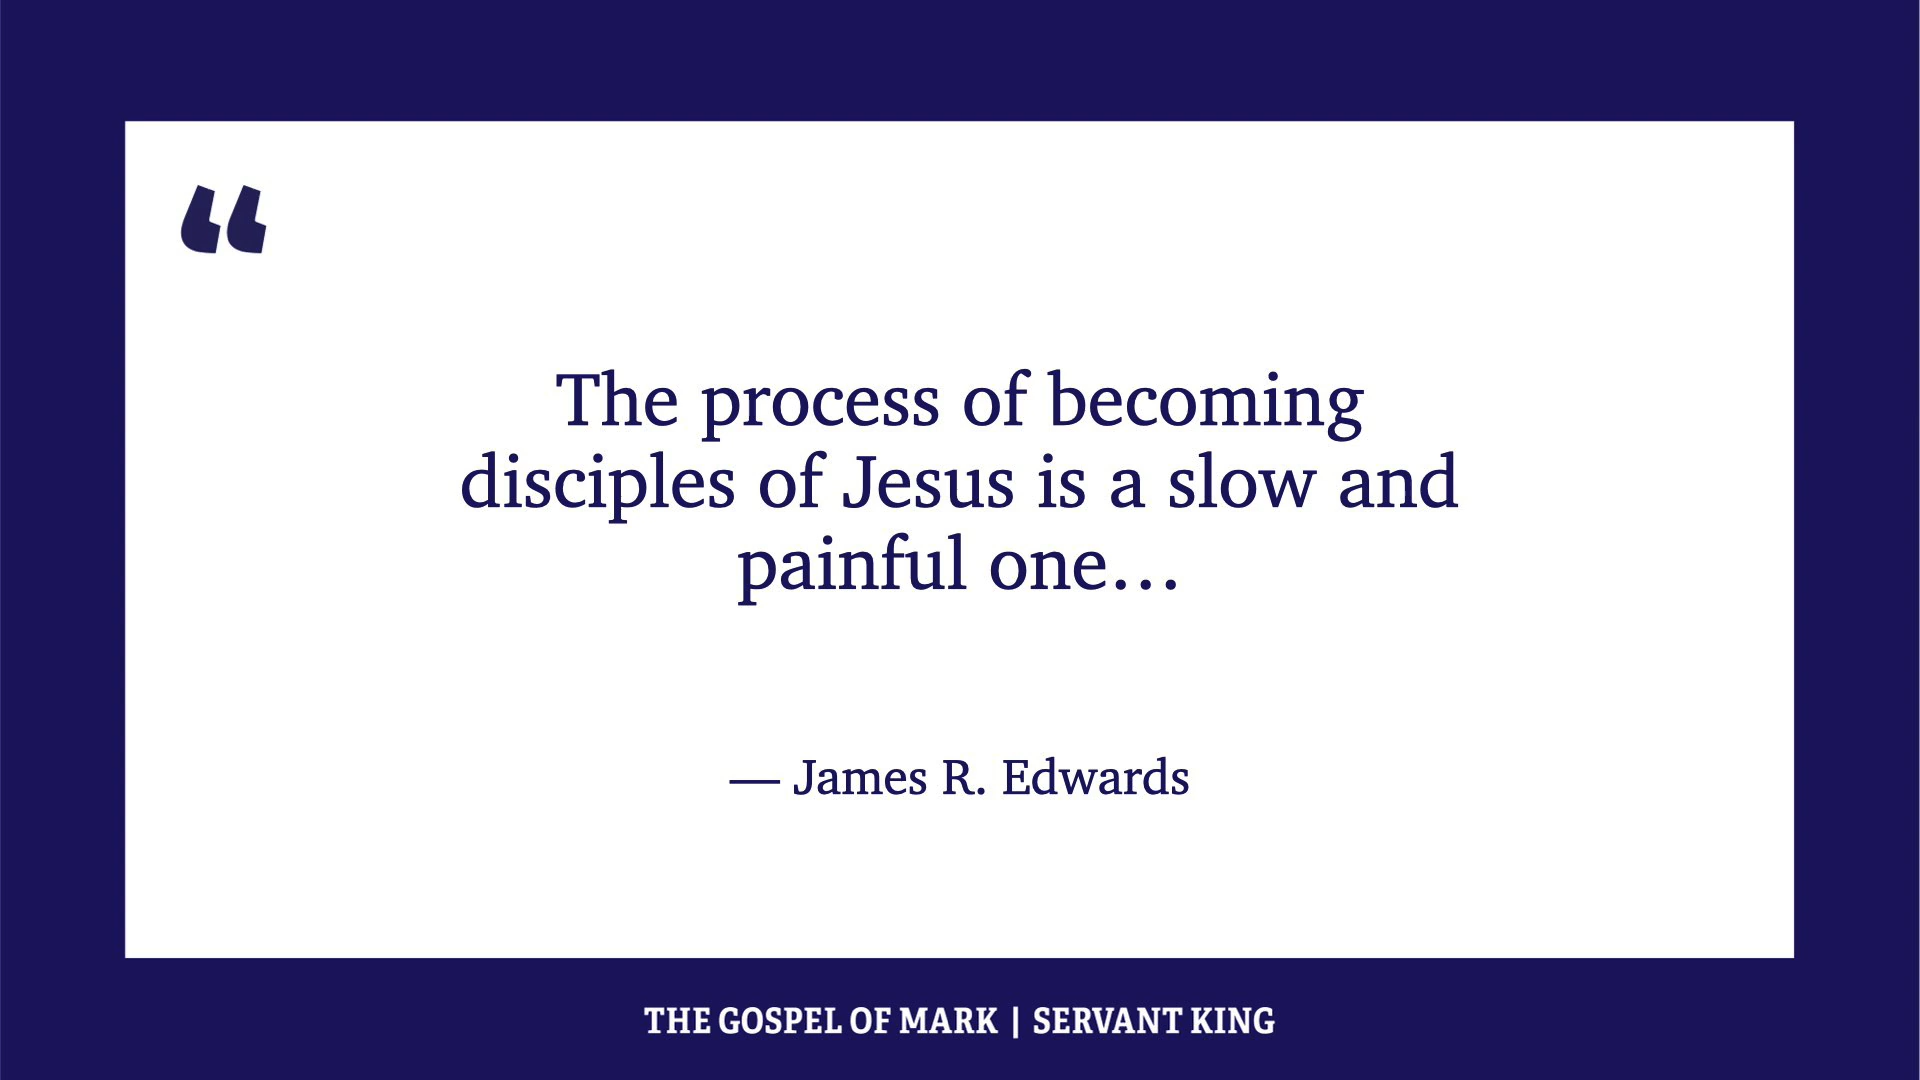 “
The process of becoming
disciples of Jesus is a slow and
painful one…
— James R. Edwards
THE GOSPEL OF MARK | SERVANT KING